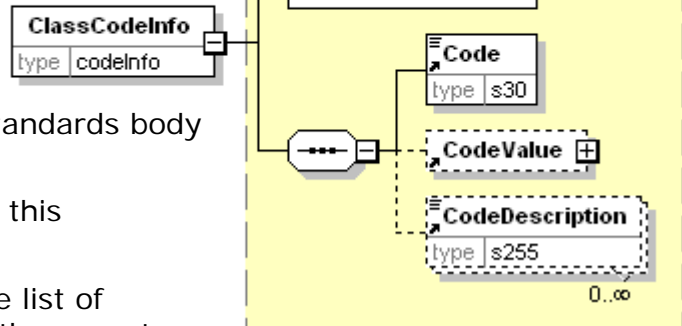 ClassCodeInfo
type codeInfo
Code
type s30
andards body
CodeValue
this
CodeDescription
type s255
e list of
0..∞